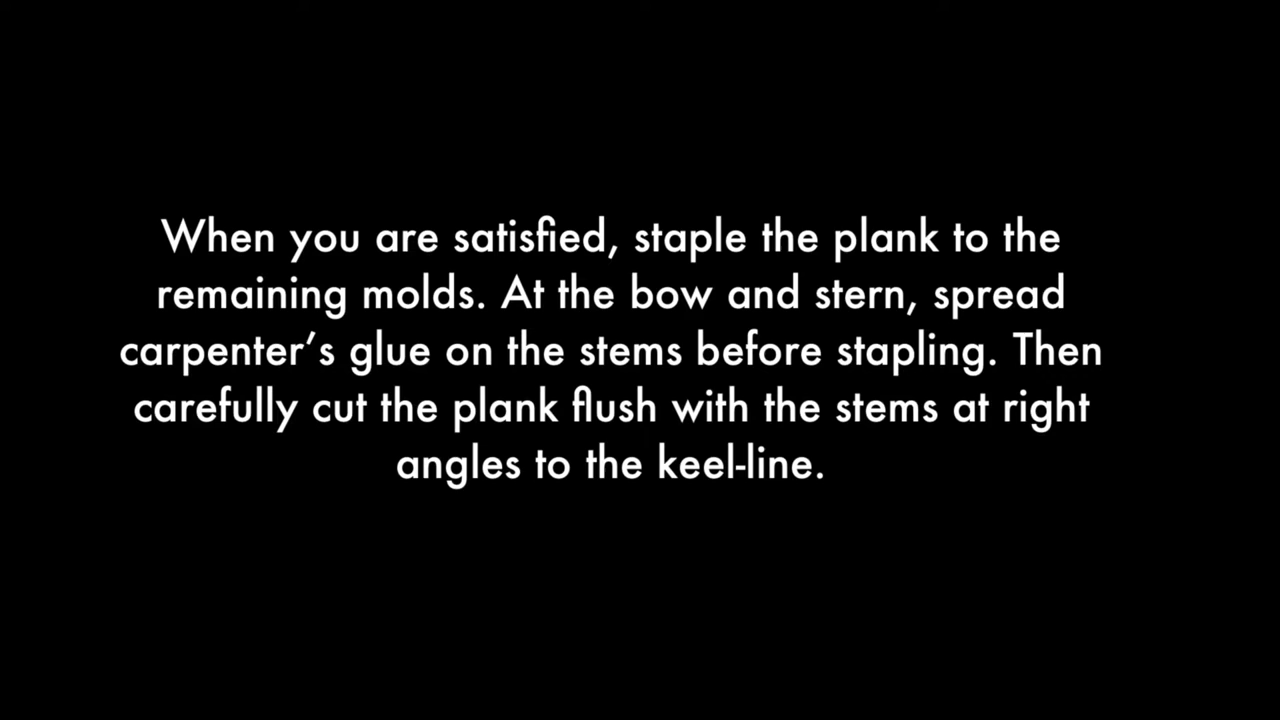 When you are satisfied, staple the plank to the
remaining molds. At the bow and stern, spread
carpenter’s glue on the stems before stapling. Then
carefully cut the plank flush with the stems at right
angles to the keel-line.